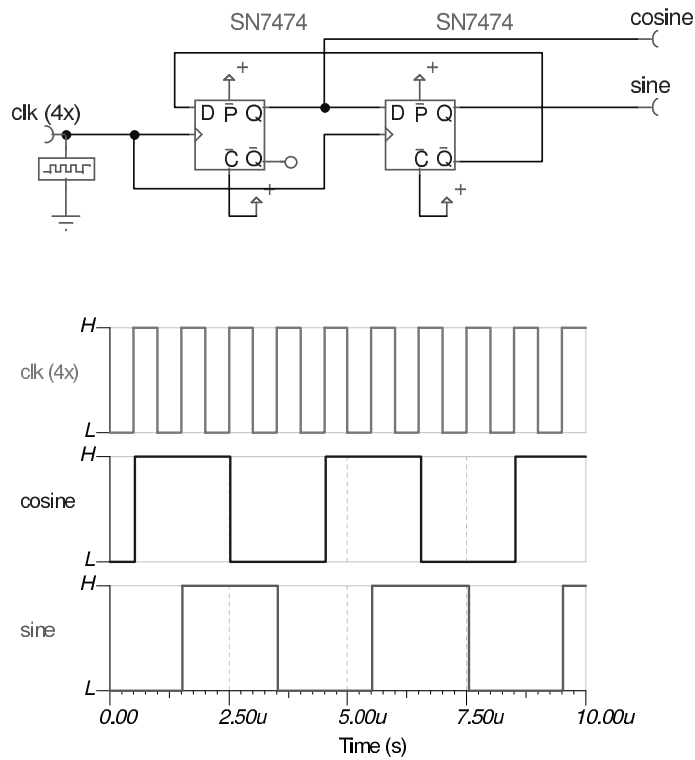 SN7474 SN7474
cosine
sine
clk (4x)
+ +
D P̄ Q D P̄ Q
C̄ Q̄ C̄ Q̄
+ +
H
clk (4x)
L
H
cosine
L
H
sine
L
0.00 2.50u 5.00u 7.50u 10.00u
Time (s)